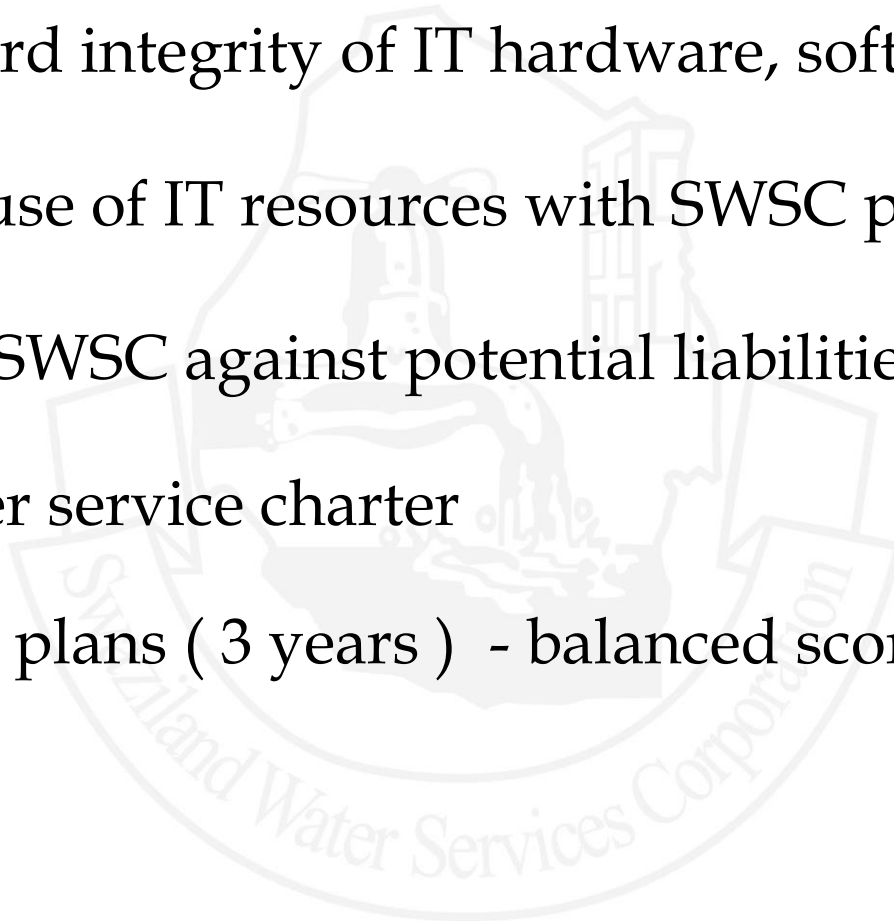 rd integrity of IT hardware, soft
use of IT resources with SWSC p
SWSC against potential liabilitie
er service charter
plans ( 3 years ) - balanced scor
Swaziland Water Services Corporation